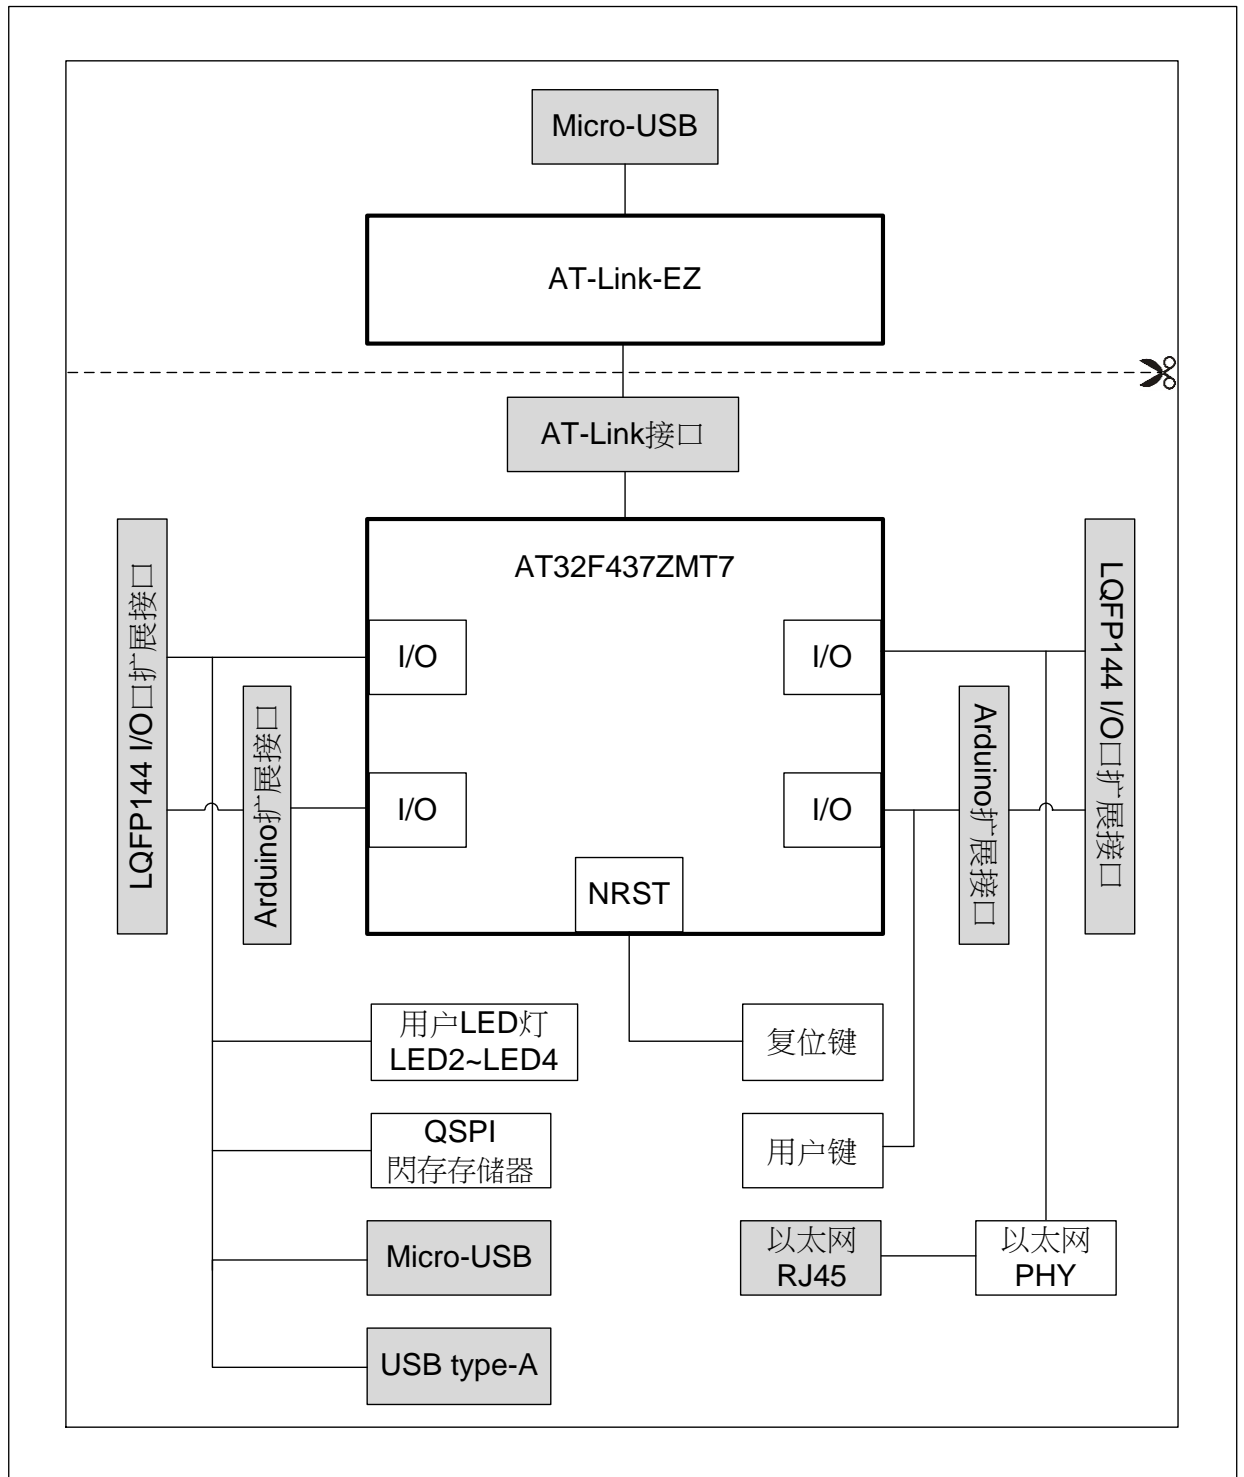 Micro-USB
AT-Link-EZ
AT-Link接口
AT32F437ZMT7
LQFP144 I/O口扩展接口
Arduino扩展接口
I/O
I/O
I/O
I/O
NRST
Arduino扩展接口
LQFP144 I/O口扩展接口
用户LED灯
LED2~LED4
复位键
QSPI
閃存存储器
用户键
Micro-USB
以太网
RJ45
以太网
PHY
USB type-A